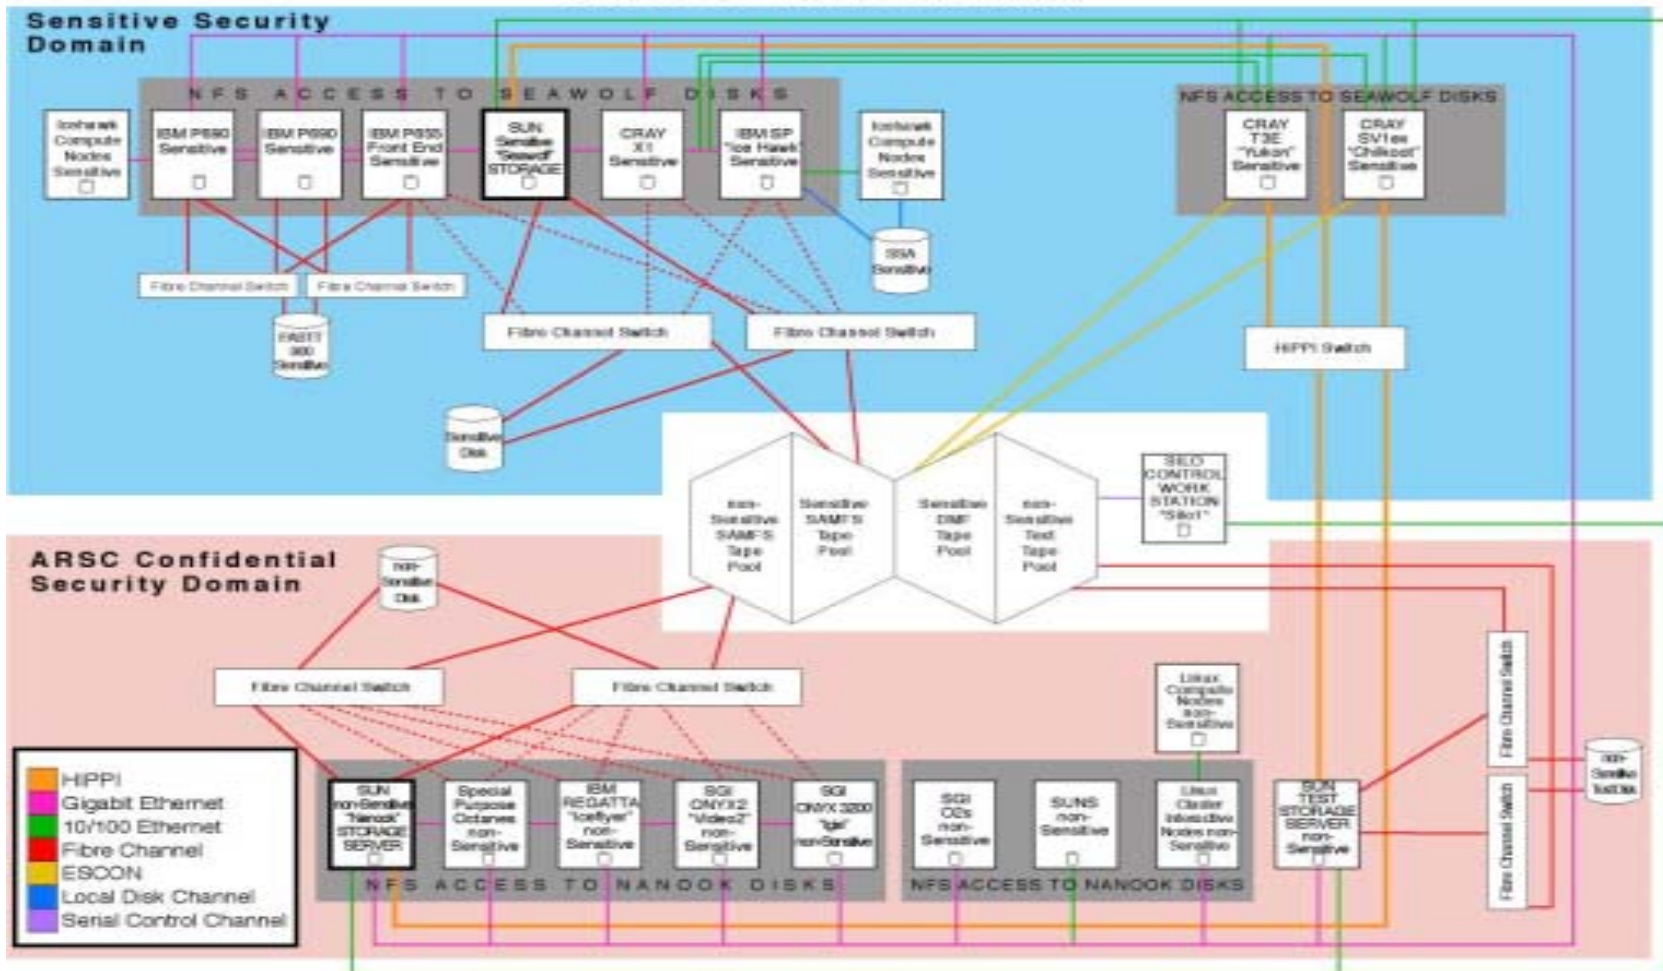 Sensitive Security
Domain
NFS ACCESS TO SEAWOLF DISKS
Icehawk
Compute
Nodes
Sensitive
IBM P690
Sensitive
IBM P690
Sensitive
IBM P655
Front End
Sensitive
SUN
Sensitive
"Seawolf"
STORAGE
CRAY
X1
Sensitive
IBM SP
"Ice Hawk"
Sensitive
Icehawk
Compute
Nodes
Sensitive
NFS ACCESS TO SEAWOLF DISKS
CRAY
T3E
"Yukon"
Sensitive
CRAY
SV1ex
"Chilkoot"
Sensitive
SSA
Sensitive
Fibre Channel Switch
Fibre Channel Switch
FAStT
900
Sensitive
Fibre Channel Switch
Fibre Channel Switch
HIPPI Switch
Sensitive
Disk
non-
Sensitive
SAMFS
Tape
Pool
Sensitive
SAMFS
Tape
Pool
Sensitive
DMF
Tape
Pool
non-
Sensitive
Test
Tape
Pool
SILO
CONTROL
WORK
STATION
"Silo1"
ARSC Confidential
Security Domain
non-
Sensitive
Disk
Fibre Channel Switch
Fibre Channel Switch
Linux
Compute
Nodes
non-
Sensitive
Fibre Channel Switch
Fibre Channel Switch
non-
Sensitive
Test Disk
HIPPI
Gigabit Ethernet
10/100 Ethernet
Fibre Channel
ESCON
Local Disk Channel
Serial Control Channel
SUN
non-Sensitive
"Nanook"
STORAGE
SERVER
Special
Purpose
Octanes
non-
Sensitive
IBM
REGATTA
"Iceflyer"
non-
Sensitive
SGI
ONYX2
"Video2"
non-
Sensitive
SGI
ONYX 3200
non-Sensitive
NFS ACCESS TO NANOOK DISKS
SGI
O2s
non-
Sensitive
SUNS
non-
Sensitive
Linux
Cluster
Interactive
Nodes non-
Sensitive
NFS ACCESS TO NANOOK DISKS
SUN
TEST
STORAGE
SERVER
non-
Sensitive